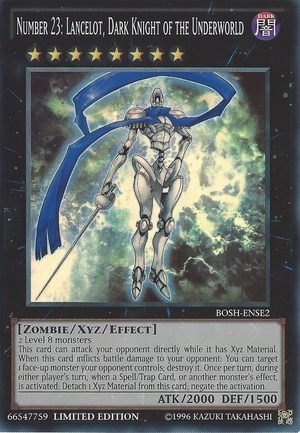 NUMBER 23: LANCELOT, DARK KNIGHT OF THE UNDERWORLD
DARK
闇
BOSH-ENSE2
[ZOMBIE/XYZ/EFFECT]
2 Level 8 monsters
This card can attack your opponent directly while it has Xyz Material.
When this card inflicts battle damage to your opponent: You can target
1 face-up monster your opponent controls; destroy it. Once per turn, during
either player's turn, when a Spell/Trap Card, or another monster's effect,
is activated: Detach 1 Xyz Material from this card; negate the activation.
ATK/2000 DEF/1500
66547759 LIMITED EDITION ©1996 KAZUKI TAKAHASHI